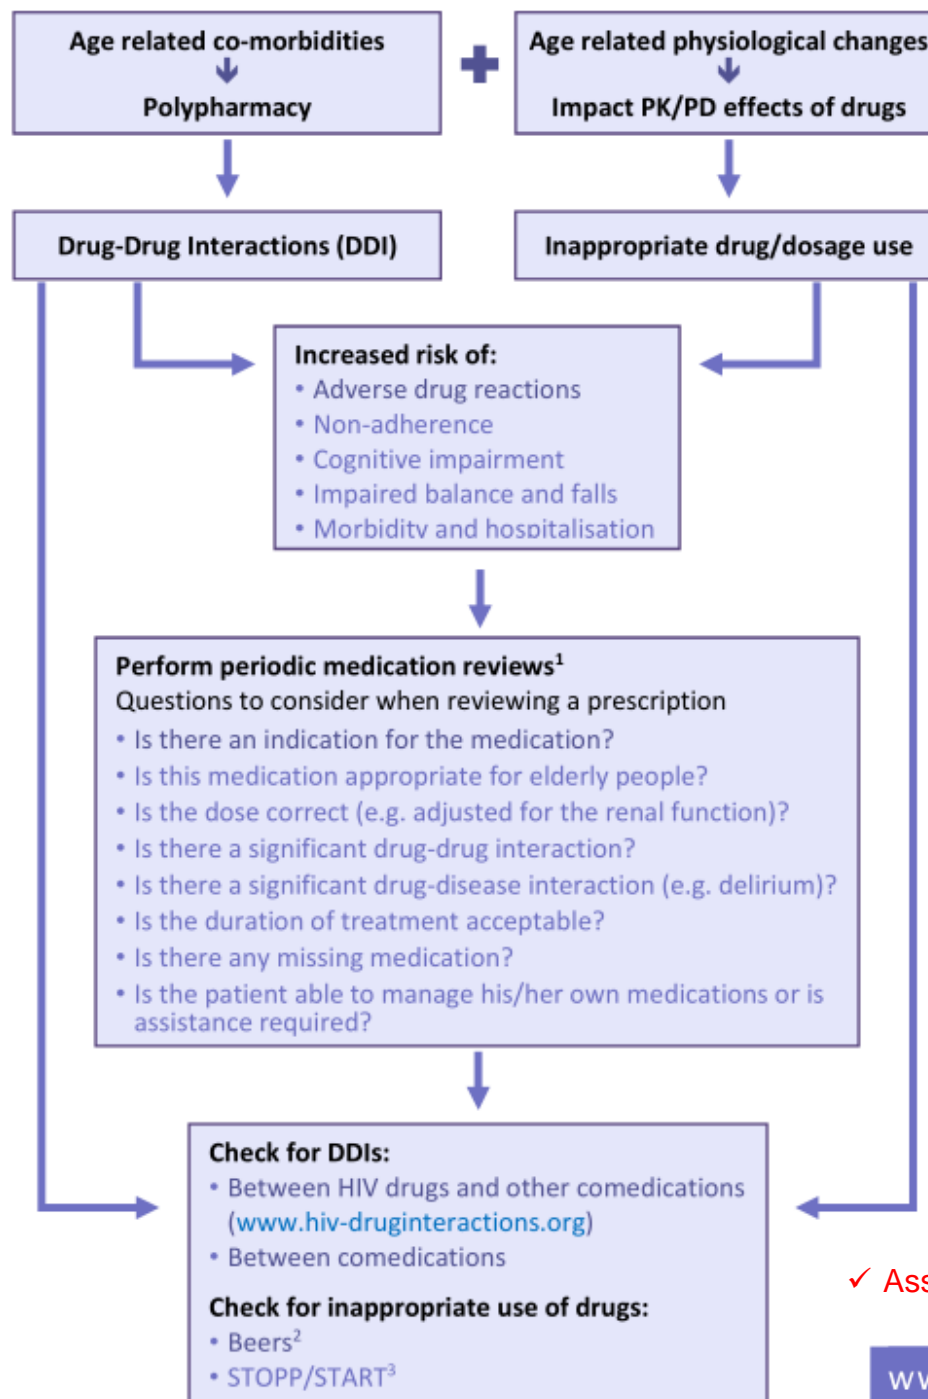 Age related co-morbidities
Polypharmacy
Age related physiological changes
Impact PK/PD effects of drugs
Drug-Drug Interactions (DDI)
Inappropriate drug/dosage use
Increased risk of:
• Adverse drug reactions
• Non-adherence
• Cognitive impairment
• Impaired balance and falls
• Morbidity and hospitalisation
Perform periodic medication reviews¹
Questions to consider when reviewing a prescription
• Is there an indication for the medication?
• Is this medication appropriate for elderly people?
• Is the dose correct (e.g. adjusted for the renal function)?
• Is there a significant drug-drug interaction?
• Is there a significant drug-disease interaction (e.g. delirium)?
• Is the duration of treatment acceptable?
• Is there any missing medication?
• Is the patient able to manage his/her own medications or is
assistance required?
Check for DDIs:
• Between HIV drugs and other comedications
(www.hiv-druginteractions.org)
• Between comedications
✓ Ass
Check for inappropriate use of drugs:
• Beers²
• STOPP/START³